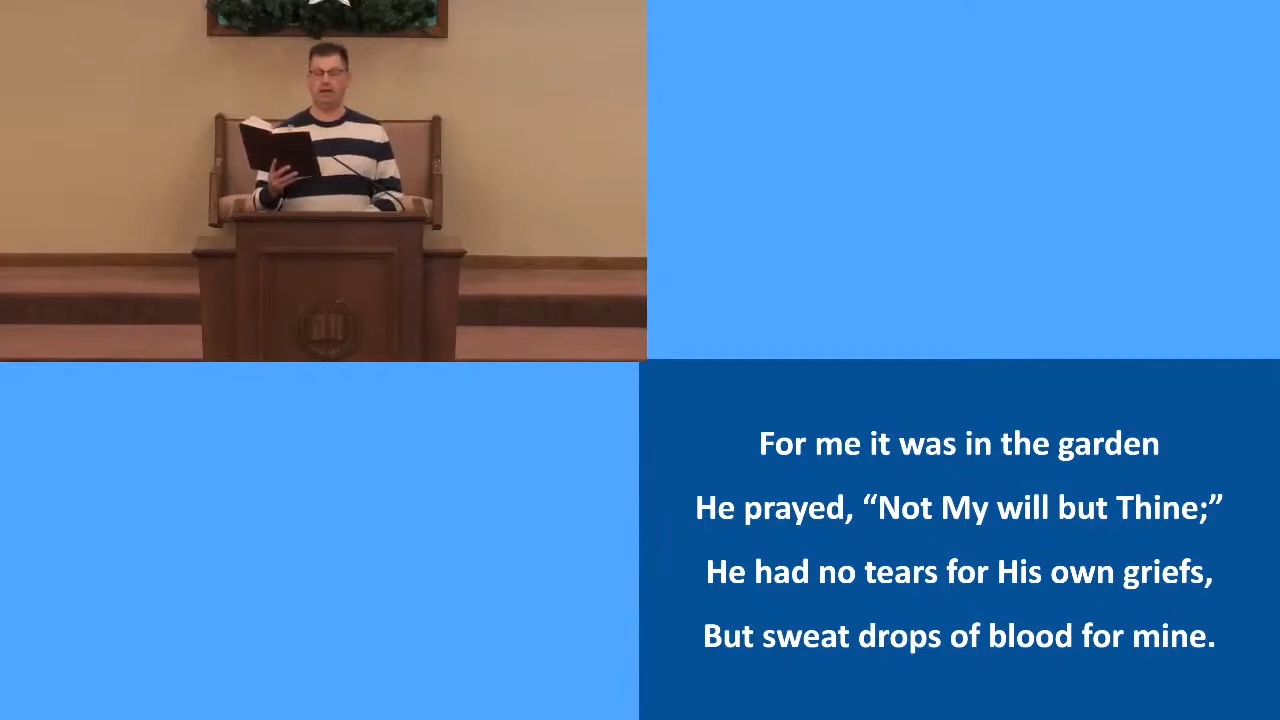 For me it was in the garden
He prayed, “Not My will but Thine;”
He had no tears for His own griefs,
But sweat drops of blood for mine.